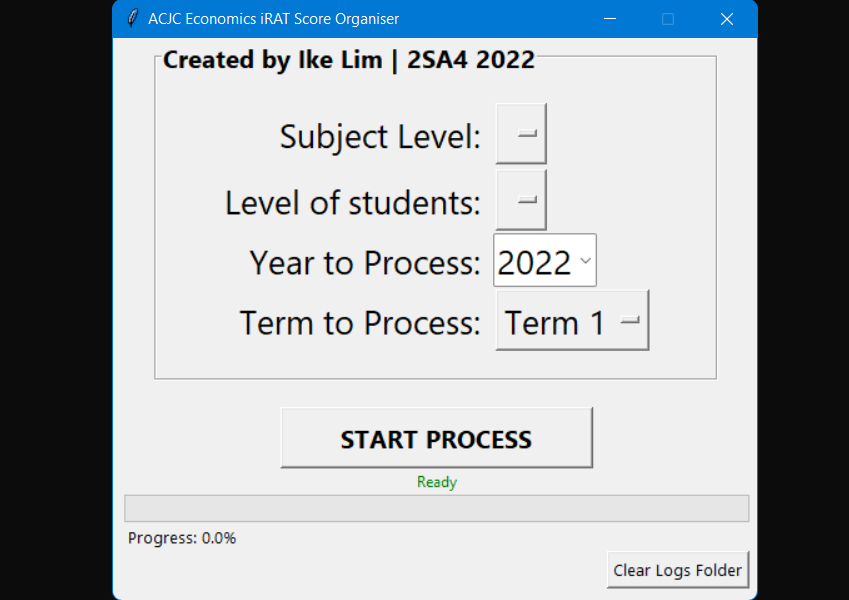 ACJC Economics iRAT Score Organiser
Created by Ike Lim | 2SA4 2022
Subject Level:
Level of students:
Year to Process: 2022
Term to Process: Term 1
START PROCESS
Ready
Progress: 0.0%
Clear Logs Folder